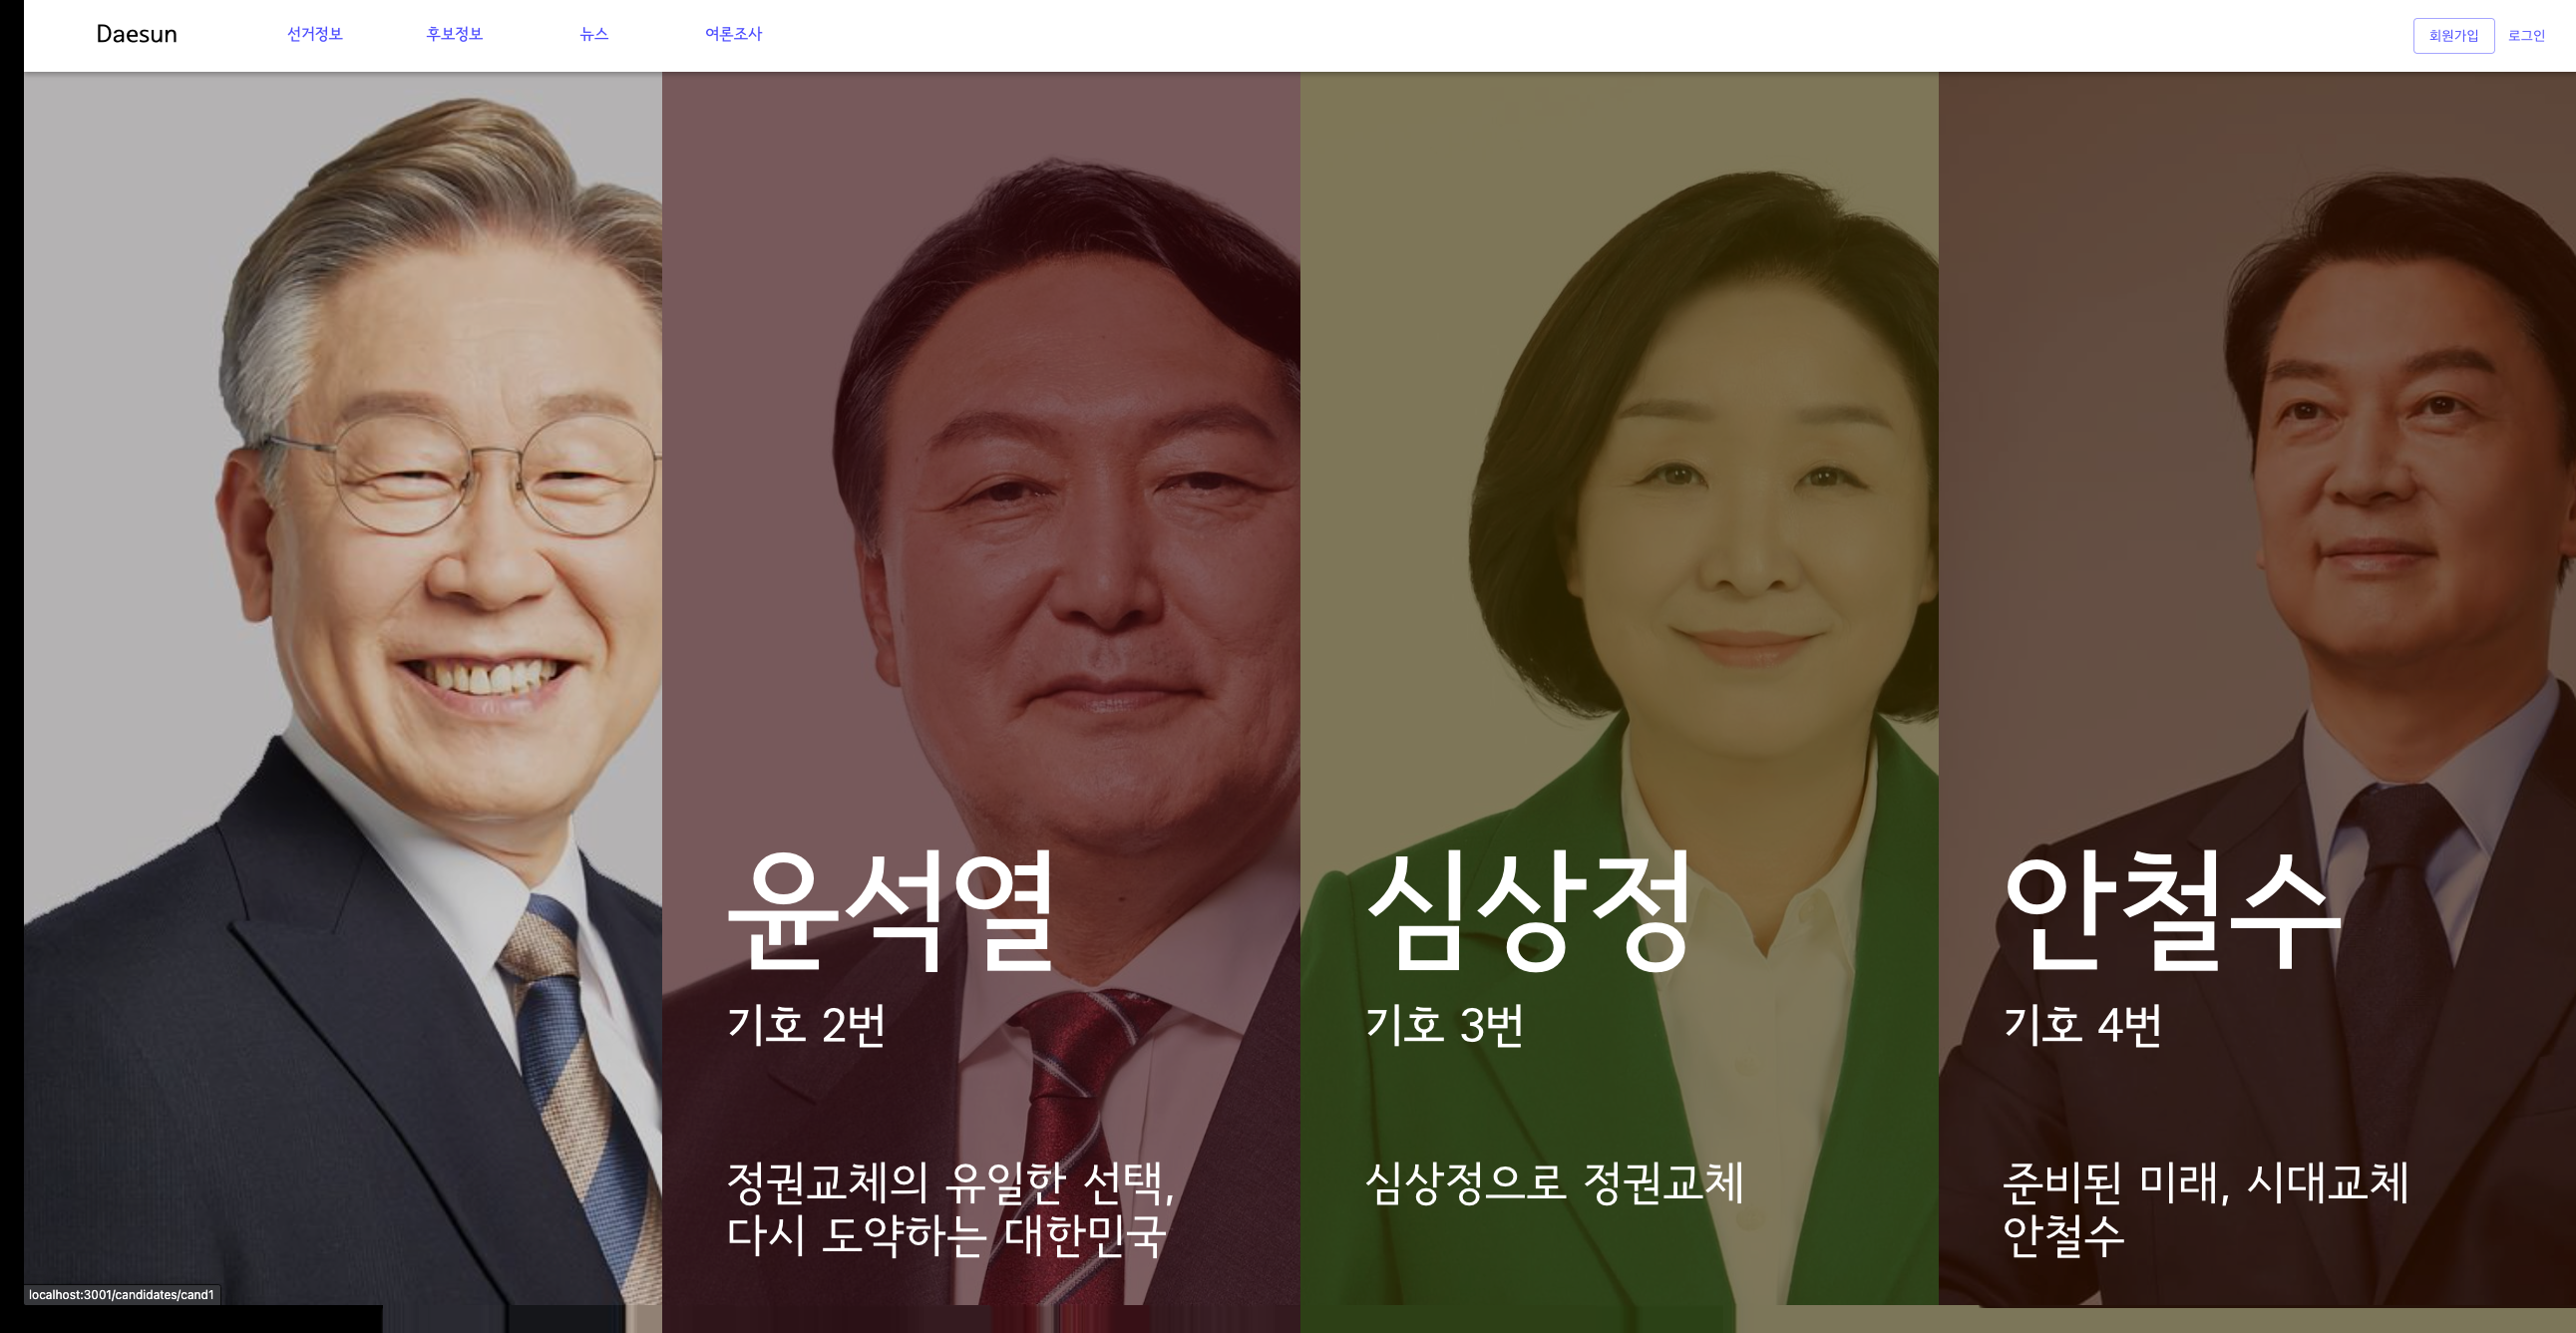 Daesun
선거정보
후보정보
뉴스
여론조사
회원가입
로그인
윤석열
기호 2번
정권교체의 유일한 선택,
다시 도약하는 대한민국
심상정
기호 3번
심상정으로 정권교체
안철수
기호 4번
준비된 미래, 시대교체
안철수
localhost:3001/candidates/cand1